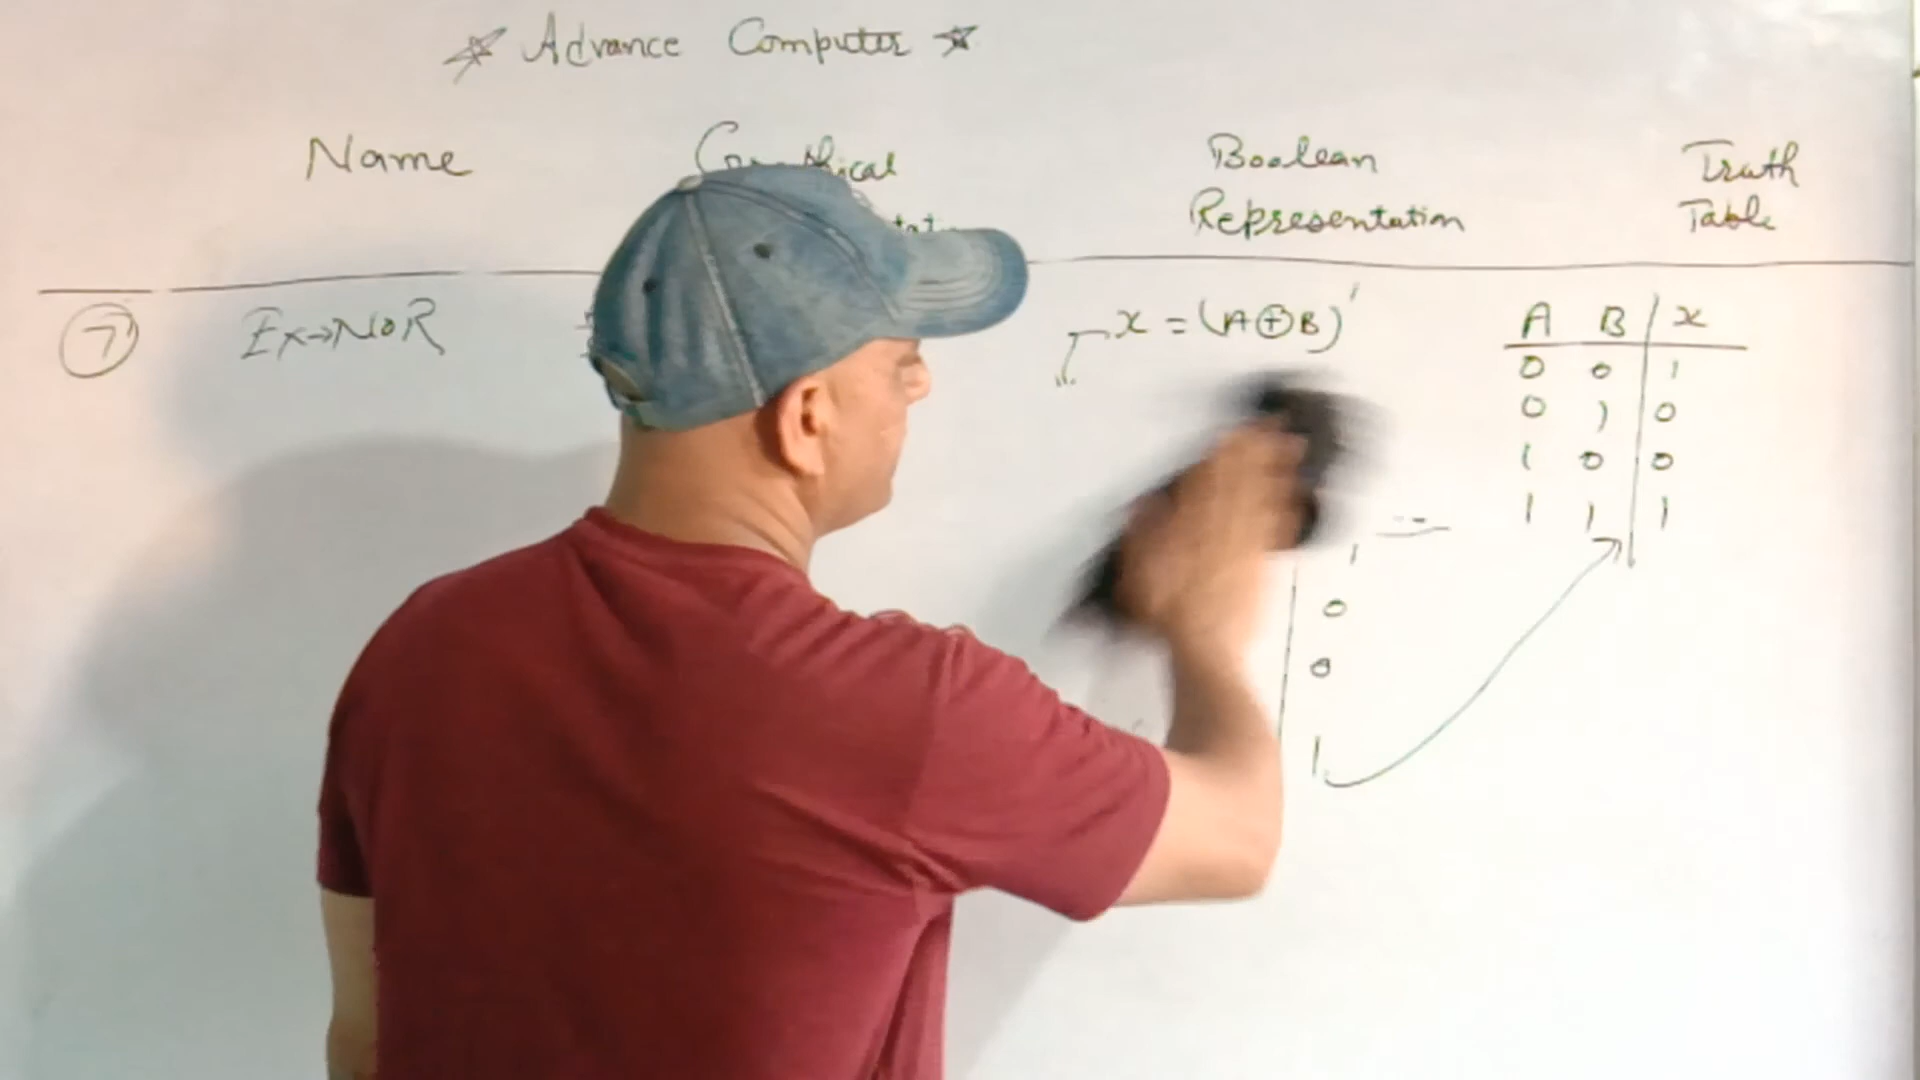 Advance Computer
Name Boolean Truth
Representation Table
7 Ex→NOR x = (A⊕B)' A B x
0 0 1
0 1 0
1 0 0
1 1 1
1
0
0
1